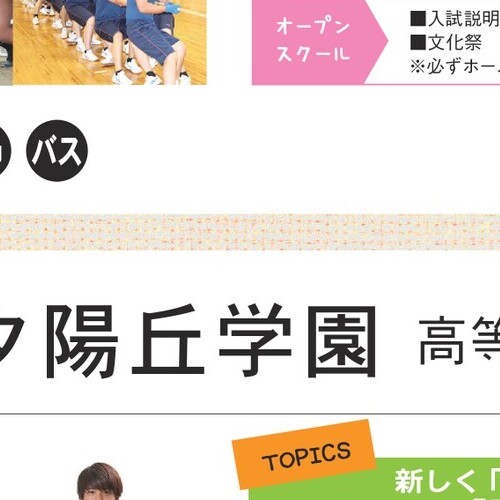 オープン
スクール
■入試説明
■文化祭
※必ずホー
バス
夕陽丘学園 高等
TOPICS
新しく「